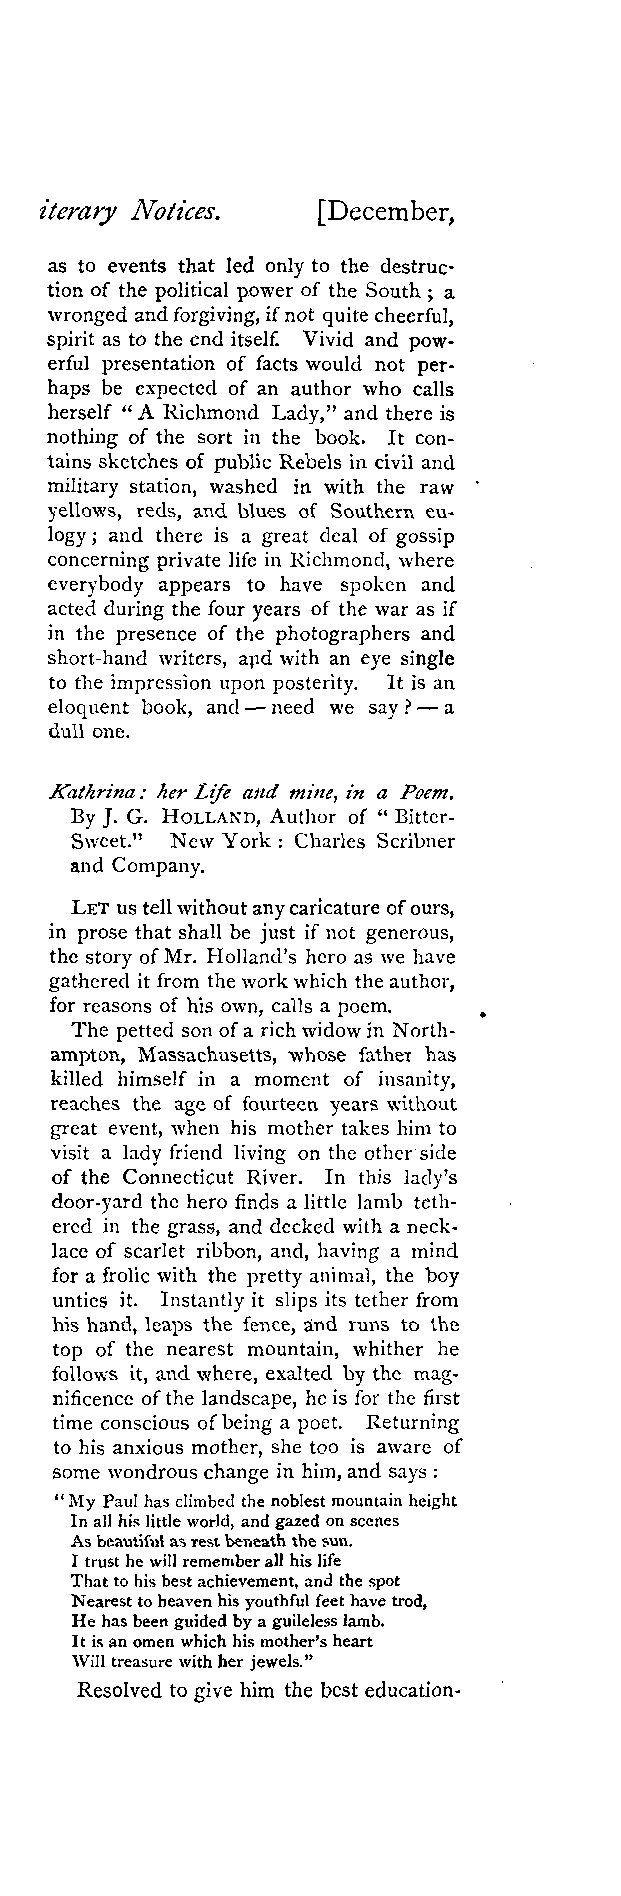 iterary Notices. [December,
as to events that led only to the destruc-
tion of the political power of the South ; a
wronged and forgiving, if not quite cheerful,
spirit as to the end itself. Vivid and pow-
erful presentation of facts would not per-
haps be expected of an author who calls
herself “ A Richmond Lady,” and there is
nothing of the sort in the book. It con-
tains sketches of public Rebels in civil and
military station, washed in with the raw
yellows, reds, and blues of Southern eu-
logy ; and there is a great deal of gossip
concerning private life in Richmond, where
everybody appears to have spoken and
acted during the four years of the war as if
in the presence of the photographers and
short-hand writers, and with an eye single
to the impression upon posterity. It is an
eloquent book, and — need we say ? — a
dull one.
Kathrina : her Life and mine, in a Poem.
By J. G. HOLLAND, Author of “ Bitter-
Sweet.” New York : Charles Scribner
and Company.
LET us tell without any caricature of ours,
in prose that shall be just if not generous,
the story of Mr. Holland’s hero as we have
gathered it from the work which the author,
for reasons of his own, calls a poem.
The petted son of a rich widow in North-
ampton, Massachusetts, whose father has
killed himself in a moment of insanity,
reaches the age of fourteen years without
great event, when his mother takes him to
visit a lady friend living on the other side
of the Connecticut River. In this lady’s
door-yard the hero finds a little lamb teth-
ered in the grass, and decked with a neck-
lace of scarlet ribbon, and, having a mind
for a frolic with the pretty animal, the boy
unties it. Instantly it slips its tether from
his hand, leaps the fence, and runs to the
top of the nearest mountain, whither he
follows it, and where, exalted by the mag-
nificence of the landscape, he is for the first
time conscious of being a poet. Returning
to his anxious mother, she too is aware of
some wondrous change in him, and says :
“ My Paul has climbed the noblest mountain height
In all his little world, and gazed on scenes
As beautiful as rest beneath the sun.
I trust he will remember all his life
That to his best achievement, and the spot
Nearest to heaven his youthful feet have trod,
He has been guided by a guileless lamb.
It is an omen which his mother’s heart
Will treasure with her jewels.”
Resolved to give him the best education-